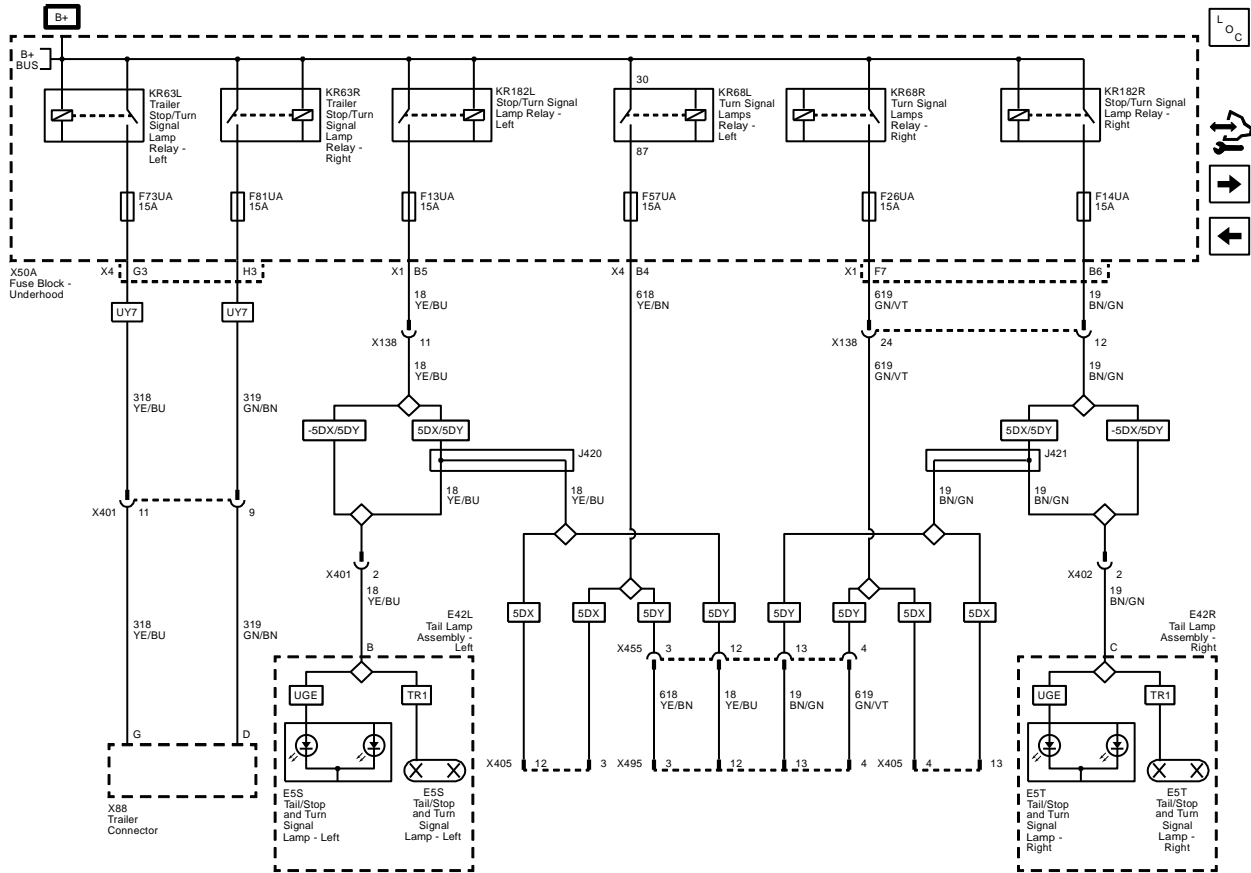 B+
L
O
C
B+
BUS
KR63L
Trailer
Stop/Turn
Signal
Lamp
Relay -
Left
KR63R
Trailer
Stop/Turn
Signal
Lamp
Relay -
Right
KR182L
Stop/Turn Signal
Lamp Relay -
Left
30
87
KR68L
Turn Signal
Lamps
Relay -
Left
KR68R
Turn Signal
Lamps
Relay -
Right
KR182R
Stop/Turn Signal
Lamp Relay -
Right
F73UA
15A
F81UA
15A
F13UA
15A
F57UA
15A
F26UA
15A
F14UA
15A
X50A
Fuse Block -
Underhood
X4 G3
H3
X1 B5
X4 B4
X1 F7
B6
UY7
UY7
18
YE/BU
618
YE/BN
619
GN/VT
19
BN/GN
X138 11
X138 24
12
18
YE/BU
619
GN/VT
19
BN/GN
318
YE/BU
319
GN/BN
-5DX/5DY
5DX/5DY
5DX/5DY
-5DX/5DY
J420
J421
18
YE/BU
18
YE/BU
19
BN/GN
19
BN/GN
X401 11
9
X401 2
X402 2
18
YE/BU
19
BN/GN
318
YE/BU
319
GN/BN
5DX
5DX
5DY
5DY
5DY
5DY
5DX
5DX
E42L
Tail Lamp
Assembly -
Left
E42R
Tail Lamp
Assembly -
Right
X455 3
12
13
4
B
C
UGE
TR1
618
YE/BN
18
YE/BU
19
BN/GN
619
GN/VT
UGE
TR1
G
D
X405 12
3
X495 3
12
13
4
X405 4
13
X88
Trailer
Connector
E5S
Tail/Stop
and Turn
Signal
Lamp - Left
E5S
Tail/Stop
and Turn
Signal
Lamp - Left
E5T
Tail/Stop
and Turn
Signal
Lamp -
Right
E5T
Tail/Stop
and Turn
Signal
Lamp -
Right